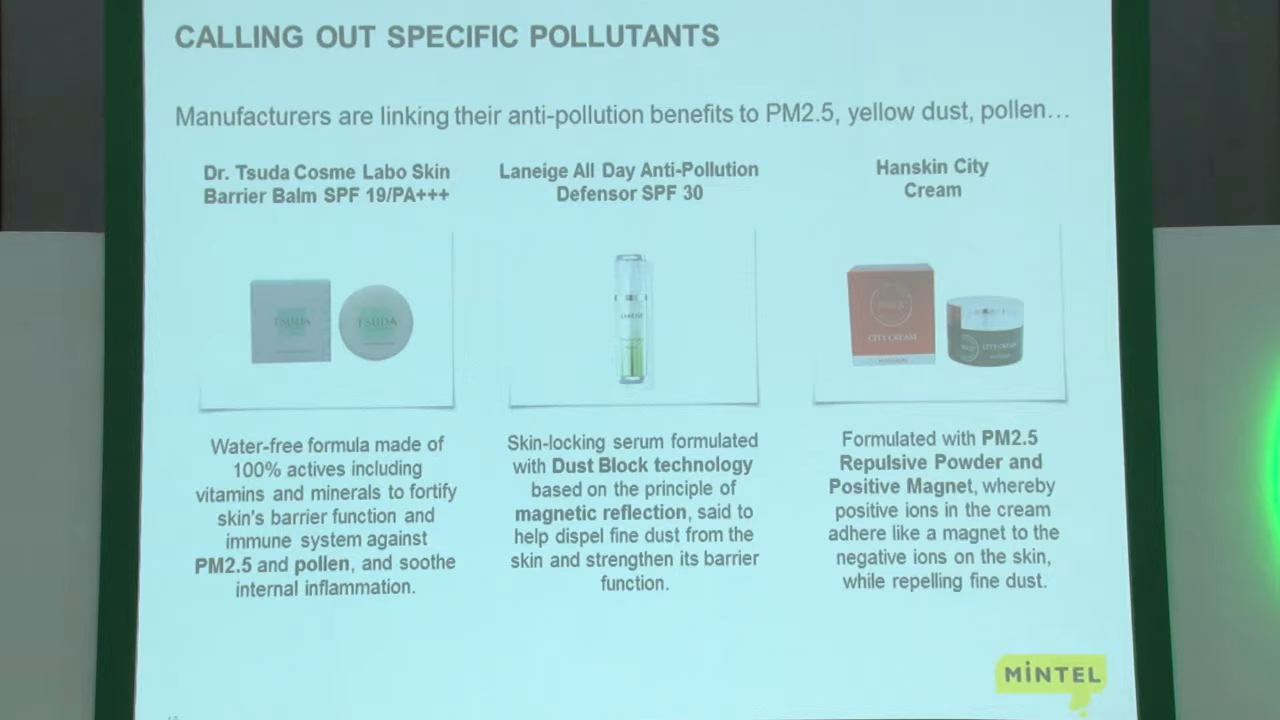 CALLING OUT SPECIFIC POLLUTANTS
Manufacturers are linking their anti-pollution benefits to PM2.5, yellow dust, pollen…
Dr. Tsuda Cosme Labo Skin
Barrier Balm SPF 19/PA+++
TSUDA
TSUDA
Water-free formula made of
100% actives including
vitamins and minerals to fortify
skin's barrier function and
immune system against
PM2.5 and pollen, and soothe
internal inflammation.
Laneige All Day Anti-Pollution
Defensor SPF 30
LANEIGE
Skin-locking serum formulated
with Dust Block technology
based on the principle of
magnetic reflection, said to
help dispel fine dust from the
skin and strengthen its barrier
function.
Hanskin City
Cream
CITY CREAM
CITY CREAM
Formulated with PM2.5
Repulsive Powder and
Positive Magnet, whereby
positive ions in the cream
adhere like a magnet to the
negative ions on the skin,
while repelling fine dust.
MiNTEL